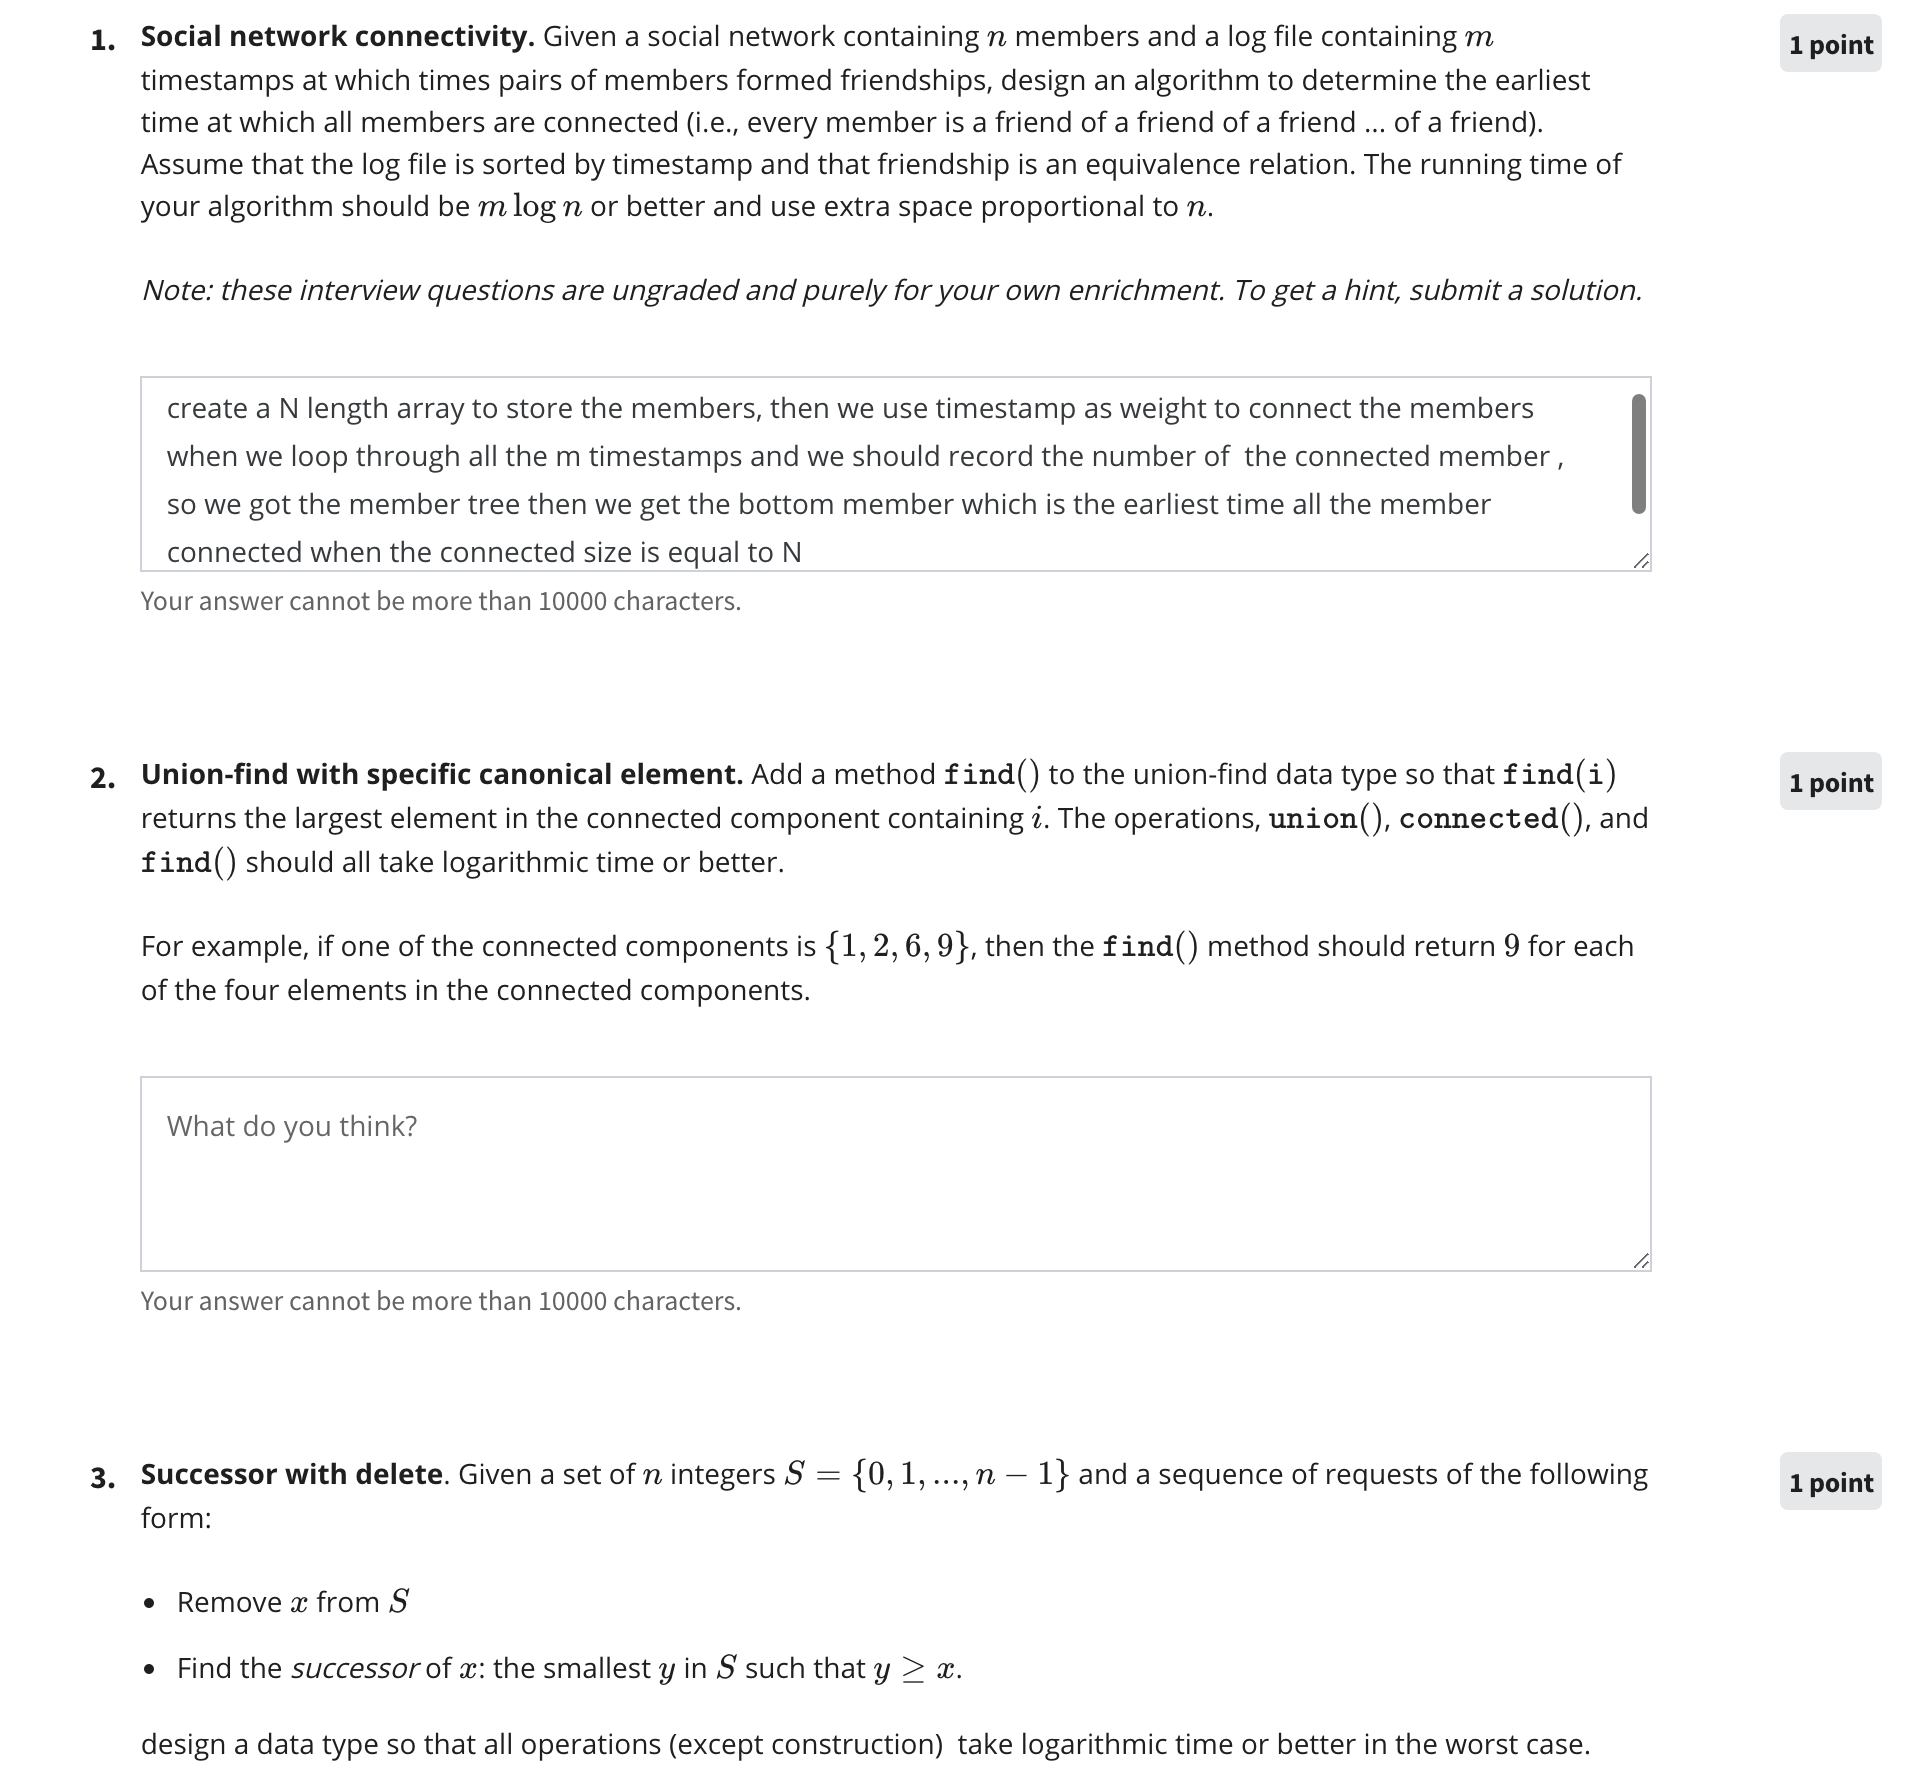 1. Social network connectivity. Given a social network containing n members and a log file containing m
1 point
timestamps at which times pairs of members formed friendships, design an algorithm to determine the earliest
time at which all members are connected (i.e., every member is a friend of a friend of a friend ... of a friend).
Assume that the log file is sorted by timestamp and that friendship is an equivalence relation. The running time of
your algorithm should be m log n or better and use extra space proportional to n.
Note: these interview questions are ungraded and purely for your own enrichment. To get a hint, submit a solution.
create a N length array to store the members, then we use timestamp as weight to connect the members
when we loop through all the m timestamps and we should record the number of  the connected member ,
so we got the member tree then we get the bottom member which is the earliest time all the member
connected when the connected size is equal to N
Your answer cannot be more than 10000 characters.
2. Union-find with specific canonical element. Add a method find() to the union-find data type so that find(i)
1 point
returns the largest element in the connected component containing i. The operations, union(), connected(), and
find() should all take logarithmic time or better.
For example, if one of the connected components is {1, 2, 6, 9}, then the find() method should return 9 for each
of the four elements in the connected components.
What do you think?
Your answer cannot be more than 10000 characters.
3. Successor with delete. Given a set of n integers S = {0, 1, ..., n − 1} and a sequence of requests of the following
1 point
form:
• Remove x from S
• Find the successor of x: the smallest y in S such that y ≥ x.
design a data type so that all operations (except construction)  take logarithmic time or better in the worst case.